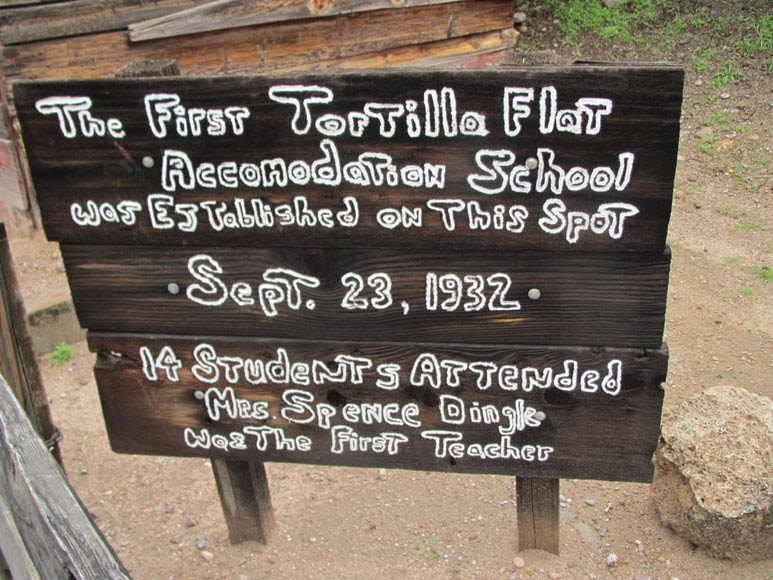 The First Tortilla Flat
Accomodation School
was Established on This Spot
Sept. 23, 1932
14 Students Attended
Mrs. Spence Dingle
was The First Teacher